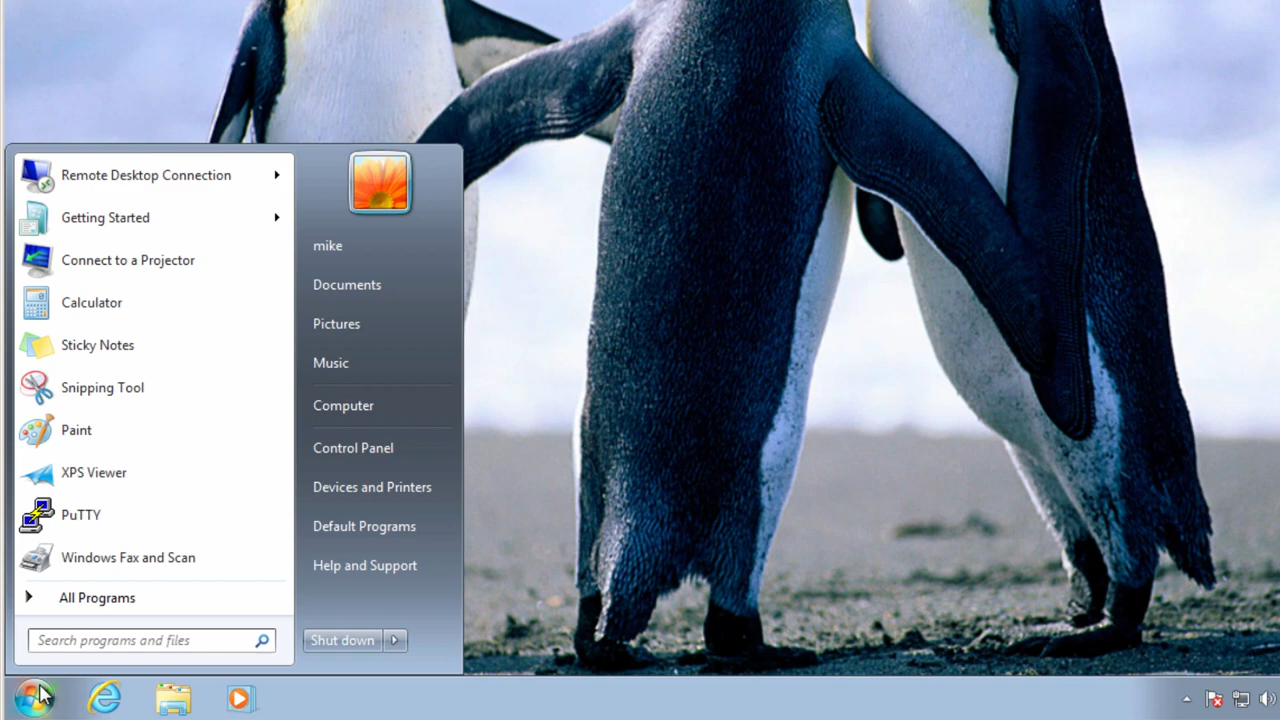 Remote Desktop Connection
Getting Started
Connect to a Projector
Calculator
Sticky Notes
Snipping Tool
Paint
XPS Viewer
PuTTY
Windows Fax and Scan
All Programs
Search programs and files
mike
Documents
Pictures
Music
Computer
Control Panel
Devices and Printers
Default Programs
Help and Support
Shut down